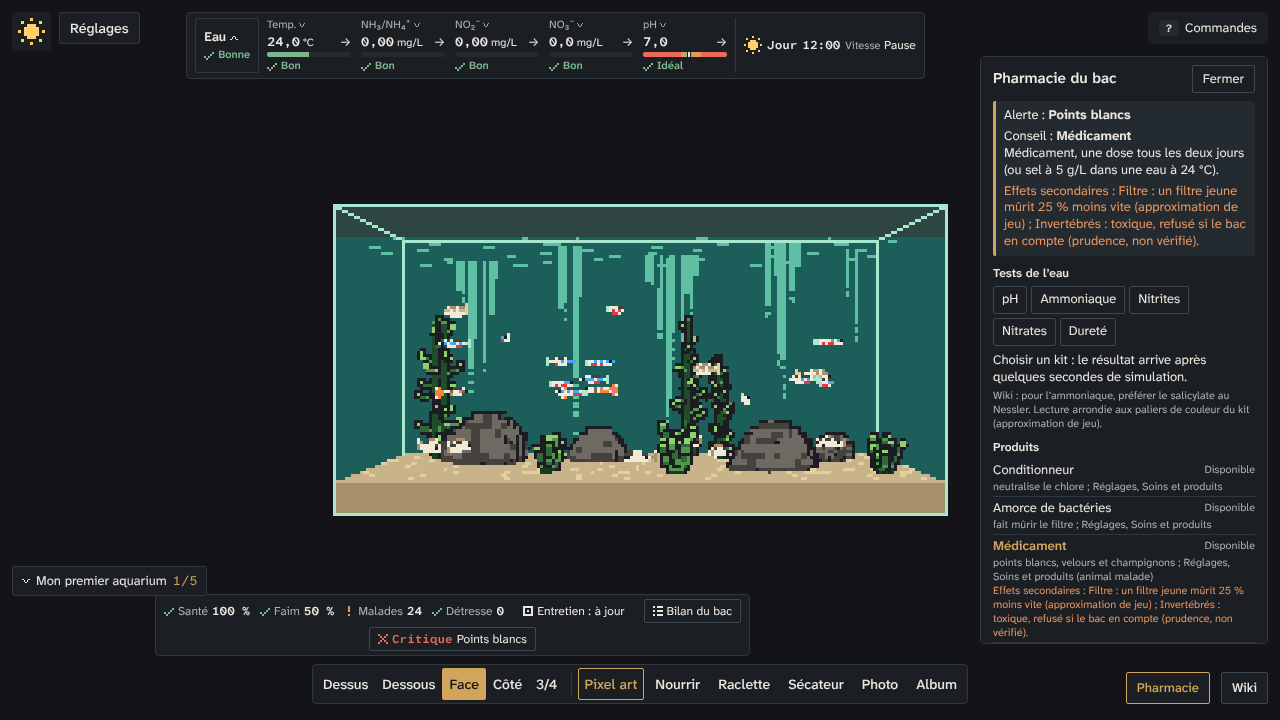 Réglages
Eau
Bonne
Temp.
24,0 °C
Bon
NH₃/NH₄⁺
0,00 mg/L
Bon
NO₂⁻
0,00 mg/L
Bon
NO₃⁻
0,0 mg/L
Bon
pH
7,0
Idéal
Jour 12:00 Vitesse Pause
? Commandes
Pharmacie du bac
Fermer
Alerte : Points blancs
Conseil : Médicament
Médicament, une dose tous les deux jours
(ou sel à 5 g/L dans une eau à 24 °C).
Effets secondaires : Filtre : un filtre jeune
mûrit 25 % moins vite (approximation de
jeu) ; Invertébrés : toxique, refusé si le bac
en compte (prudence, non vérifié).
Tests de l’eau
pH Ammoniaque Nitrites
Nitrates Dureté
Choisir un kit : le résultat arrive après
quelques secondes de simulation.
Wiki : pour l’ammoniaque, préférer le salicylate au
Nessler. Lecture arrondie aux paliers de couleur du kit
(approximation de jeu).
Produits
Conditionneur Disponible
neutralise le chlore ; Réglages, Soins et produits
Amorce de bactéries Disponible
fait mûrir le filtre ; Réglages, Soins et produits
Médicament Disponible
points blancs, velours et champignons ; Réglages,
Soins et produits (animal malade)
Effets secondaires : Filtre : un filtre jeune mûrit 25 %
moins vite (approximation de jeu) ; Invertébrés :
toxique, refusé si le bac en compte (prudence, non
vérifié).
Mon premier aquarium 1/5
Santé 100 % Faim 50 % ! Malades 24 Détresse 0 Entretien : à jour Bilan du bac
Critique Points blancs
Dessus Dessous Face Côté 3/4 Pixel art Nourrir Raclette Sécateur Photo Album
Pharmacie Wiki